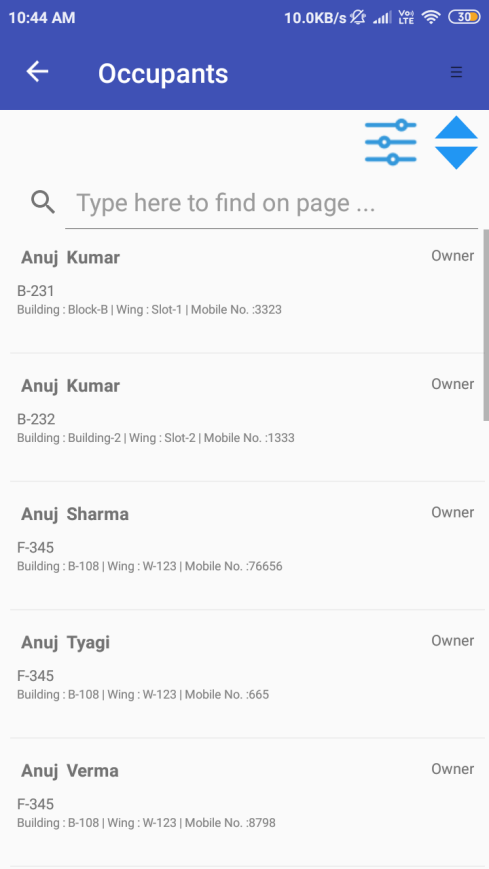 10:44 AM
10.0KB/s Vo) LTE 30
Occupants
Type here to find on page ...
Anuj Kumar
Owner
B-231
Building : Block-B | Wing : Slot-1 | Mobile No. :3323
Anuj Kumar
Owner
B-232
Building : Building-2 | Wing : Slot-2 | Mobile No. :1333
Anuj Sharma
Owner
F-345
Building : B-108 | Wing : W-123 | Mobile No. :76656
Anuj Tyagi
Owner
F-345
Building : B-108 | Wing : W-123 | Mobile No. :665
Anuj Verma
Owner
F-345
Building : B-108 | Wing : W-123 | Mobile No. :8798